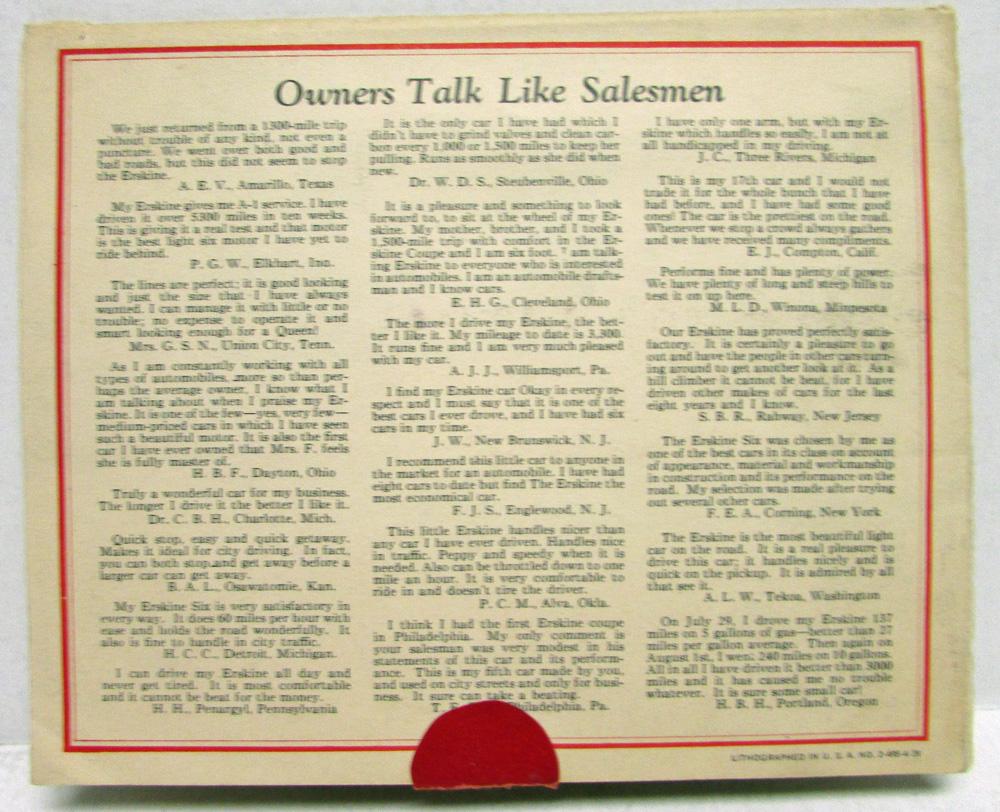 Owners Talk Like Salesmen
We just returned from a 1300-mile trip
without trouble of any kind, not even a
puncture. We went over both good and
bad roads, but this did not seem to stop
the Erskine.
A. E. V., Amarillo, Texas
My Erskine gives me A-1 service. I have
driven it over 5300 miles in ten weeks.
This is giving it a real test and that motor
is the best light six motor I have yet to
ride behind.
P. G. W., Elkhart, Ind.
The lines are perfect; it is good looking
and just the size that I have always
wanted. I can manage it with little or no
trouble; no expense to operate it and
smart looking enough for a Queen!
Mrs. G. S. N., Union City, Tenn.
As I am constantly working with all
types of automobiles, more so than per-
haps the average owner, I know what I
am talking about when I praise my Er-
skine. It is one of the few—yes, very few—
medium-priced cars in which I have seen
such a beautiful motor. It is also the first
car I have ever owned that Mrs. F. feels
she is fully master of.
H. B. F., Dayton, Ohio
Truly a wonderful car for my business.
The longer I drive it the better I like it.
Dr. C. B. H., Charlotte, Mich.
Quick stop, easy and quick getaway.
Makes it ideal for city driving. In fact,
you can both stop and get away before a
larger car can get away.
B. A. L., Osawatomie, Kan.
My Erskine Six is very satisfactory in
every way. It does 60 miles per hour with
ease and holds the road wonderfully. It
also is fine to handle in city traffic.
H. C. C., Detroit, Michigan.
I can drive my Erskine all day and
never get tired. It is most comfortable
and it cannot be beat for the money.
H. H., Penargyl, Pennsylvania
It is the only car I have had which I
didn't have to grind valves and clean car-
bon every 1,000 or 1,500 miles to keep her
pulling. Runs as smoothly as she did when
new.
Dr. W. D. S., Steubenville, Ohio
It is a pleasure and something to look
forward to, to sit at the wheel of my Er-
skine. My mother, brother, and I took a
1,500-mile trip with comfort in the Er-
skine Coupe and I am six foot. I am talk-
ing Erskine to everyone who is interested
in automobiles. I am an automobile drafts-
man and I know cars.
E. H. G., Cleveland, Ohio
The more I drive my Erskine, the bet-
ter I like it. My mileage to date is 3,300.
It runs fine and I am very much pleased
with my car.
A. J. J., Williamsport, Pa.
I find my Erskine car Okay in every re-
spect and I must say that it is one of the
best cars I ever drove, and I have had six
cars in my time.
J. W., New Brunswick, N. J.
I recommend this little car to anyone in
the market for an automobile. I have had
eight cars to date but find The Erskine the
most economical car.
F. J. S., Englewood, N. J.
This little Erskine handles nicer than
any car I have ever driven. Handles nice
in traffic. Peppy and speedy when it is
needed. Also can be throttled down to one
mile an hour. It is very comfortable to
ride in and doesn't tire the driver.
P. C. M., Alva, Okla.
I think I had the first Erskine coupe
in Philadelphia. My only comment is
your salesman was very modest in his
statements of this car and its perform-
ance. This is my fifth car made by you,
and used on city streets and only for busi-
ness. It sure can take a beating.
Philadelphia, Pa.
I have only one arm, but with my Er-
skine which handles so easily, I am not at
all handicapped in my driving.
J. C., Three Rivers, Michigan
This is my 17th car and I would not
trade it for the whole bunch that I have
had before, and I have had some good
ones! The car is the prettiest on the road.
Whenever we stop a crowd always gathers
and we have received many compliments.
E. J., Compton, Calif.
Performs fine and has plenty of power.
We have plenty of long and steep hills to
test it on up here.
M. L. D., Winona, Minnesota
Our Erskine has proved perfectly satis-
factory. It is certainly a pleasure to go
out and have the people in other cars turn-
ing around to get another look at it. As a
hill climber it cannot be beat, for I have
driven other makes of cars for the last
eight years and I know.
S. B. R., Rahway, New Jersey
The Erskine Six was chosen by me as
one of the best cars in its class on account
of appearance, material and workmanship
in construction and its performance on the
road. My selection was made after trying
out several other cars.
F. E. A., Corning, New York
The Erskine is the most beautiful light
car on the road. It is a real pleasure to
drive this car; it handles nicely and is
quick on the pickup. It is admired by all
that see it.
A. L. W., Tekoa, Washington
On July 29, I drove my Erskine 137
miles on 5 gallons of gas—better than 27
miles per gallon average. Then again on
August 1st, I went 240 miles on 10 gallons.
All in all I have driven it better than 3000
miles and it has caused me no trouble
whatever. It is sure some small car!
H. B. H., Portland, Oregon
LITHOGRAPHED IN U. S. A. NO.